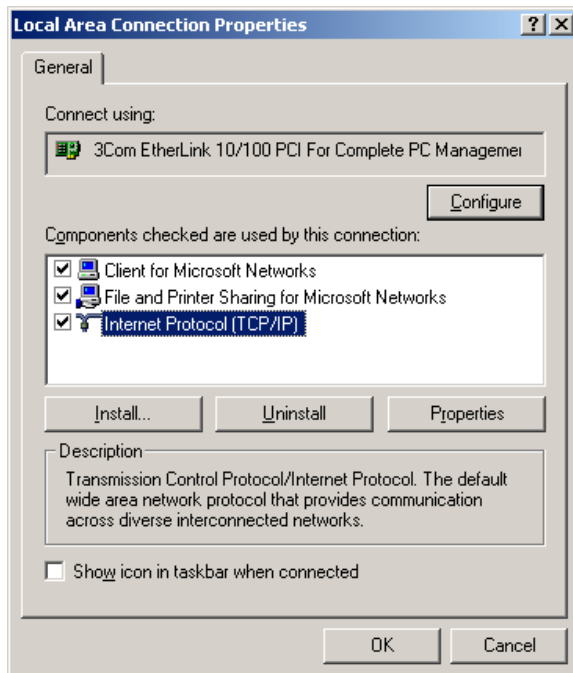 Local Area Connection Properties
General
Connect using:
3Com EtherLink 10/100 PCI For Complete PC Managemer
Configure
Components checked are used by this connection:
Client for Microsoft Networks
File and Printer Sharing for Microsoft Networks
Internet Protocol (TCP/IP)
Install... Uninstall Properties
Description
Transmission Control Protocol/Internet Protocol. The default
wide area network protocol that provides communication
across diverse interconnected networks.
Show icon in taskbar when connected
OK Cancel